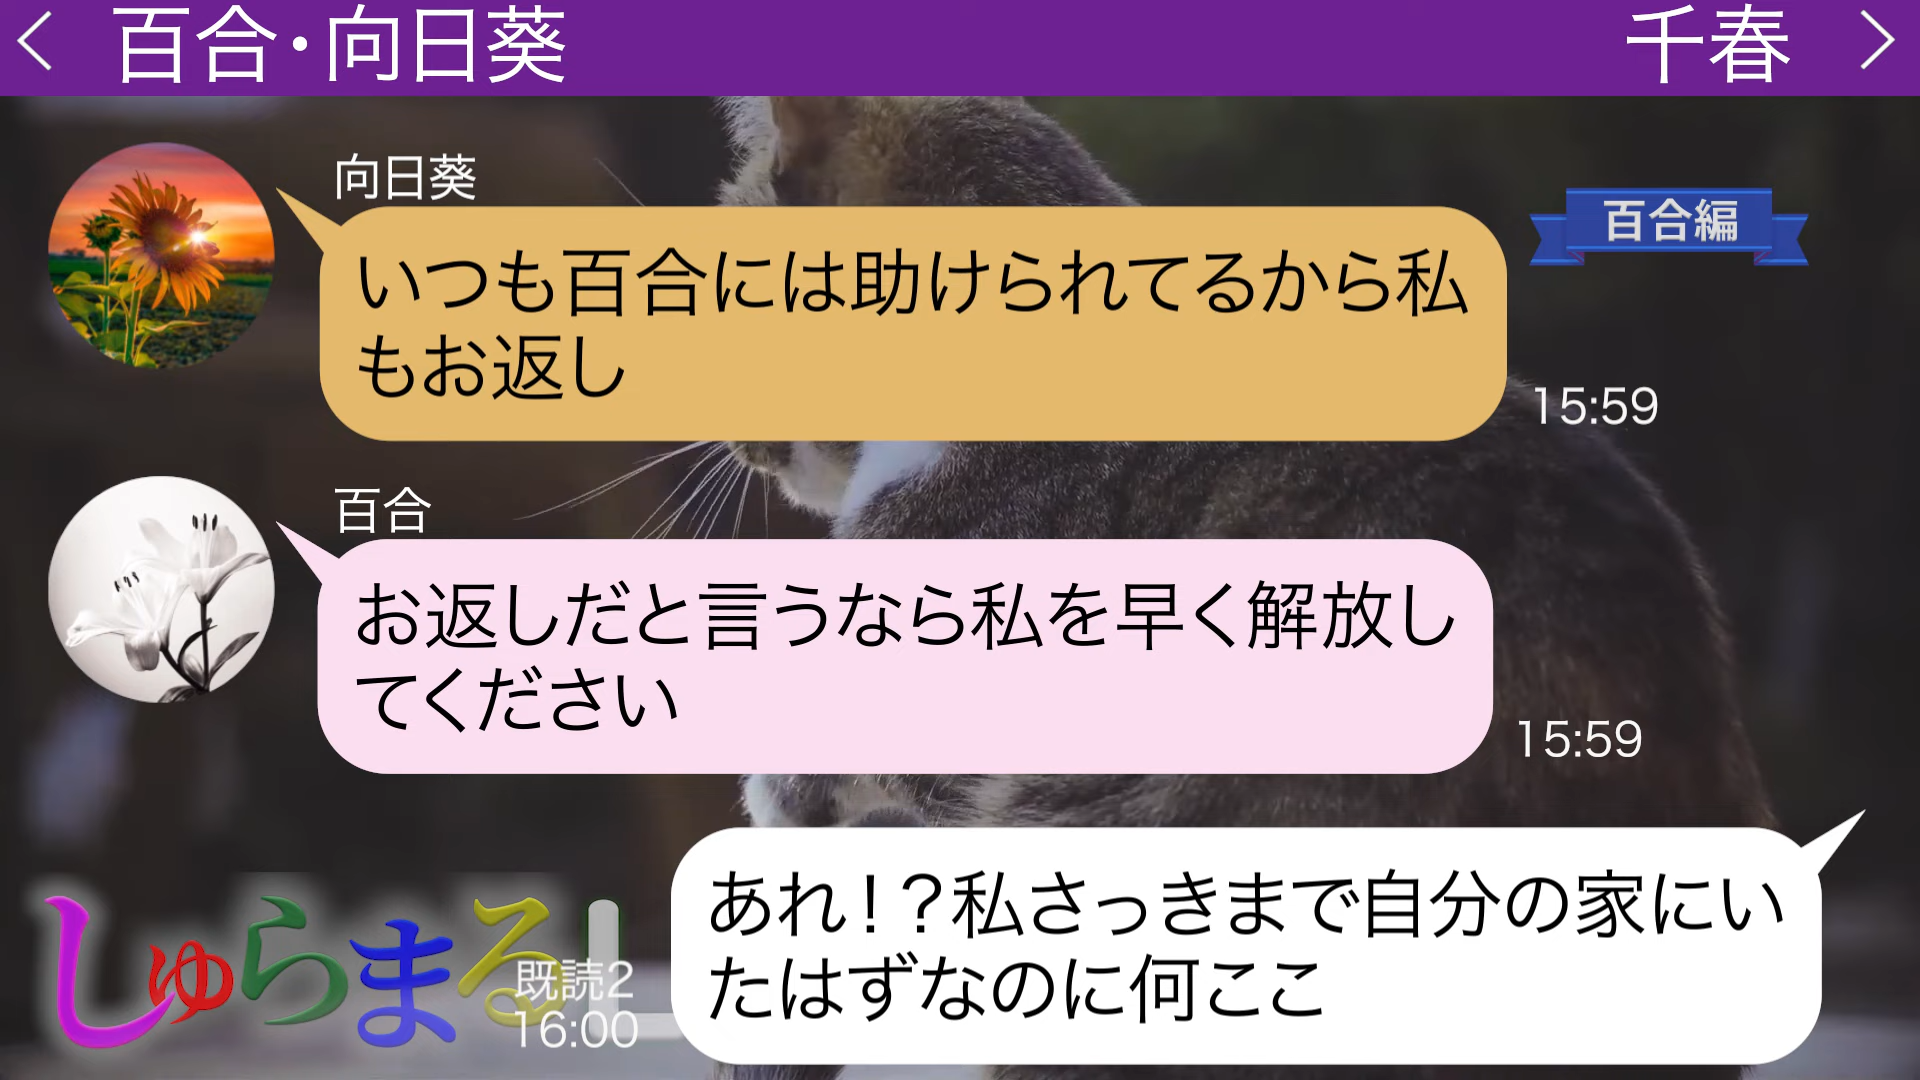 百合・向日葵
千春
向日葵
百合編
いつも百合には助けられてるから私
もお返し
15:59
百合
お返しだと言うなら私を早く解放し
てください
15:59
あれ！？私さっきまで自分の家にい
たはずなのに何ここ
しゅらまる！
既読2
16:00